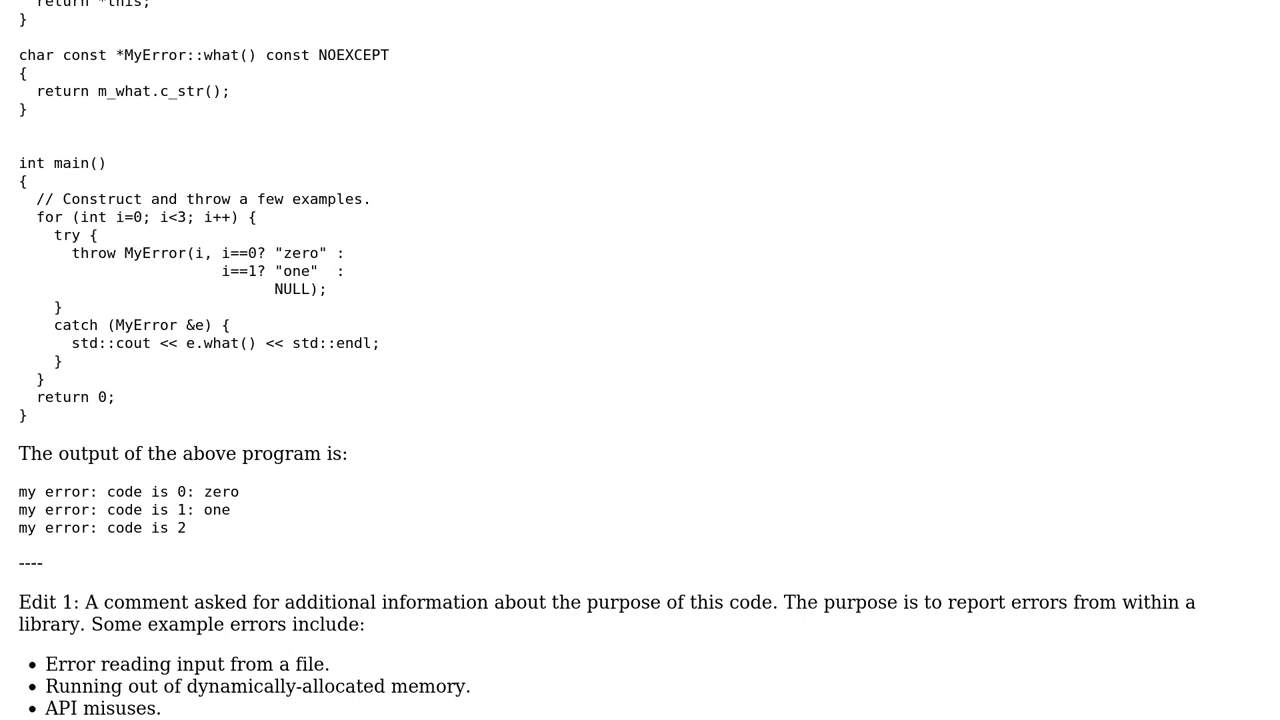 return *this;
}

char const *MyError::what() const NOEXCEPT
{
  return m_what.c_str();
}


int main()
{
  // Construct and throw a few examples.
  for (int i=0; i<3; i++) {
    try {
      throw MyError(i, i==0? "zero" :
                       i==1? "one"  :
                             NULL);
    }
    catch (MyError &e) {
      std::cout << e.what() << std::endl;
    }
  }
  return 0;
}
The output of the above program is:
my error: code is 0: zero
my error: code is 1: one
my error: code is 2
----
Edit 1: A comment asked for additional information about the purpose of this code. The purpose is to report errors from within a
library. Some example errors include:
• Error reading input from a file.
• Running out of dynamically-allocated memory.
• API misuses.